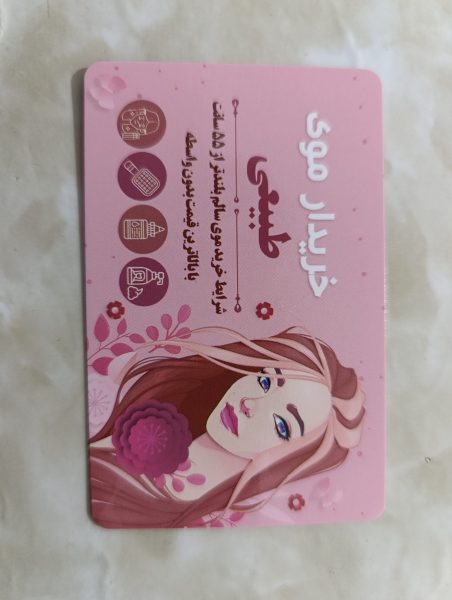 خریدار موی
طبیعی
شرایط خرید موی سالم بلندتر از ۵۵ سانت
با بالاترین قیمت بدون واسطه